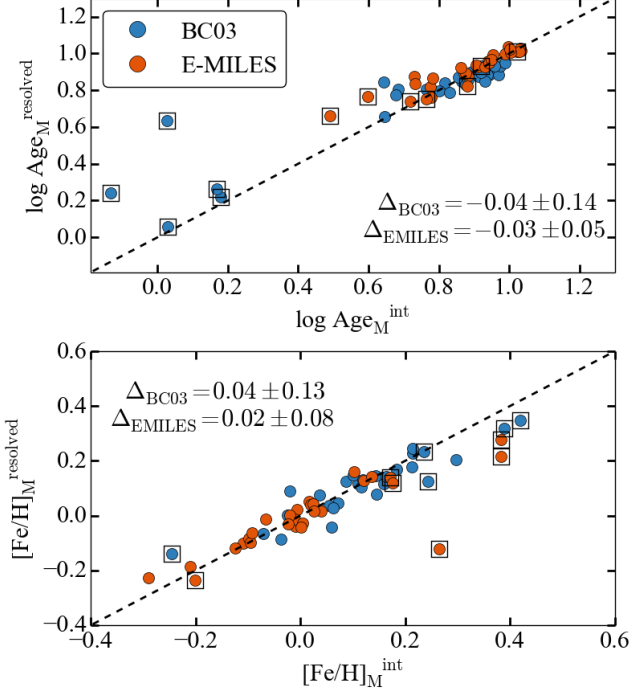 1.2
1.0
0.8
0.6
0.4
0.2
0.0
log Age_M^resolved
BC03
E-MILES
Δ_BC03=−0.04±0.14
Δ_EMILES=−0.03±0.05
0.0 0.2 0.4 0.6 0.8 1.0 1.2
log Age_M^int
0.6
0.4
0.2
0.0
−0.2
−0.4
[Fe/H]_M^resolved
Δ_BC03=0.04±0.13
Δ_EMILES=0.02±0.08
−0.4 −0.2 0.0 0.2 0.4 0.6
[Fe/H]_M^int